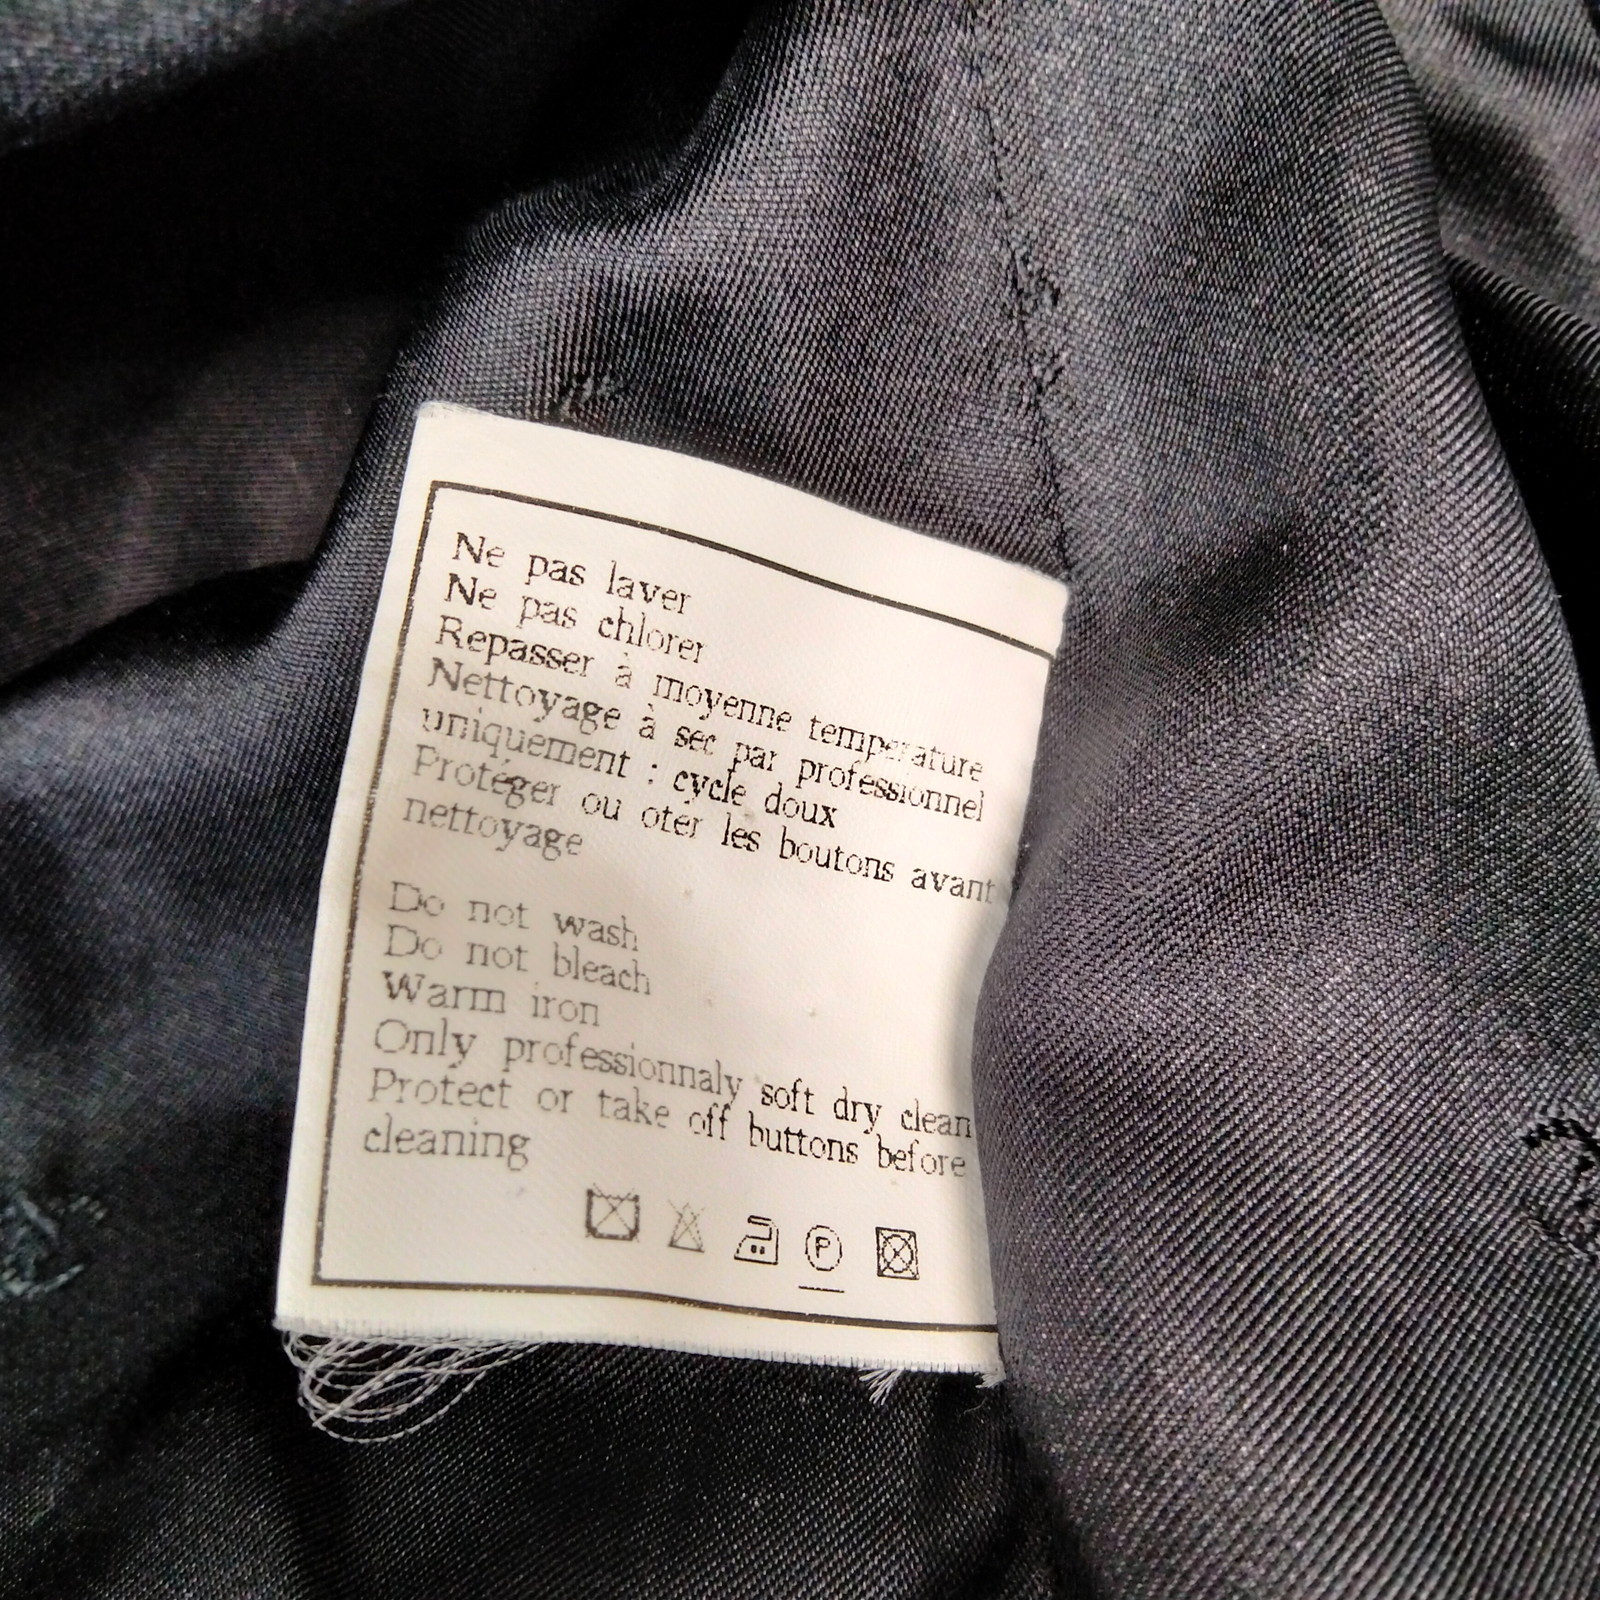 Ne pas laver
Ne pas chlorer
Repasser à moyenne temperature
Nettoyage à sec par professionnel
uniquement : cycle doux
Protéger ou oter les boutons avant
nettoyage
Do not wash
Do not bleach
Warm iron
Only professionnaly soft dry clean
Protect or take off buttons before
cleaning
P